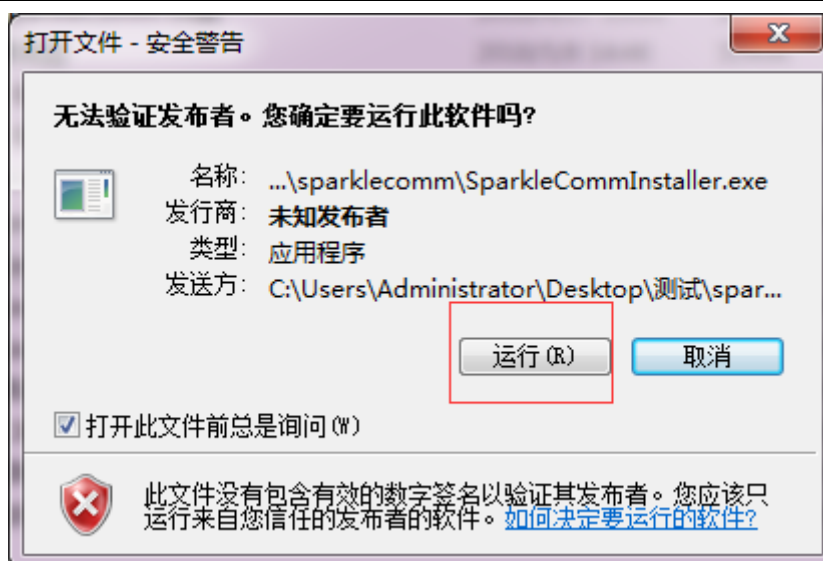 打开文件 - 安全警告
无法验证发布者。您确定要运行此软件吗?
名称: ...\sparklecomm\SparkleCommInstaller.exe
发行商: 未知发布者
类型: 应用程序
发送方: C:\Users\Administrator\Desktop\测试\spar...
运行(R) 取消
打开此文件前总是询问(W)
此文件没有包含有效的数字签名以验证其发布者。您应该只
运行来自您信任的发布者的软件。如何决定要运行的软件?